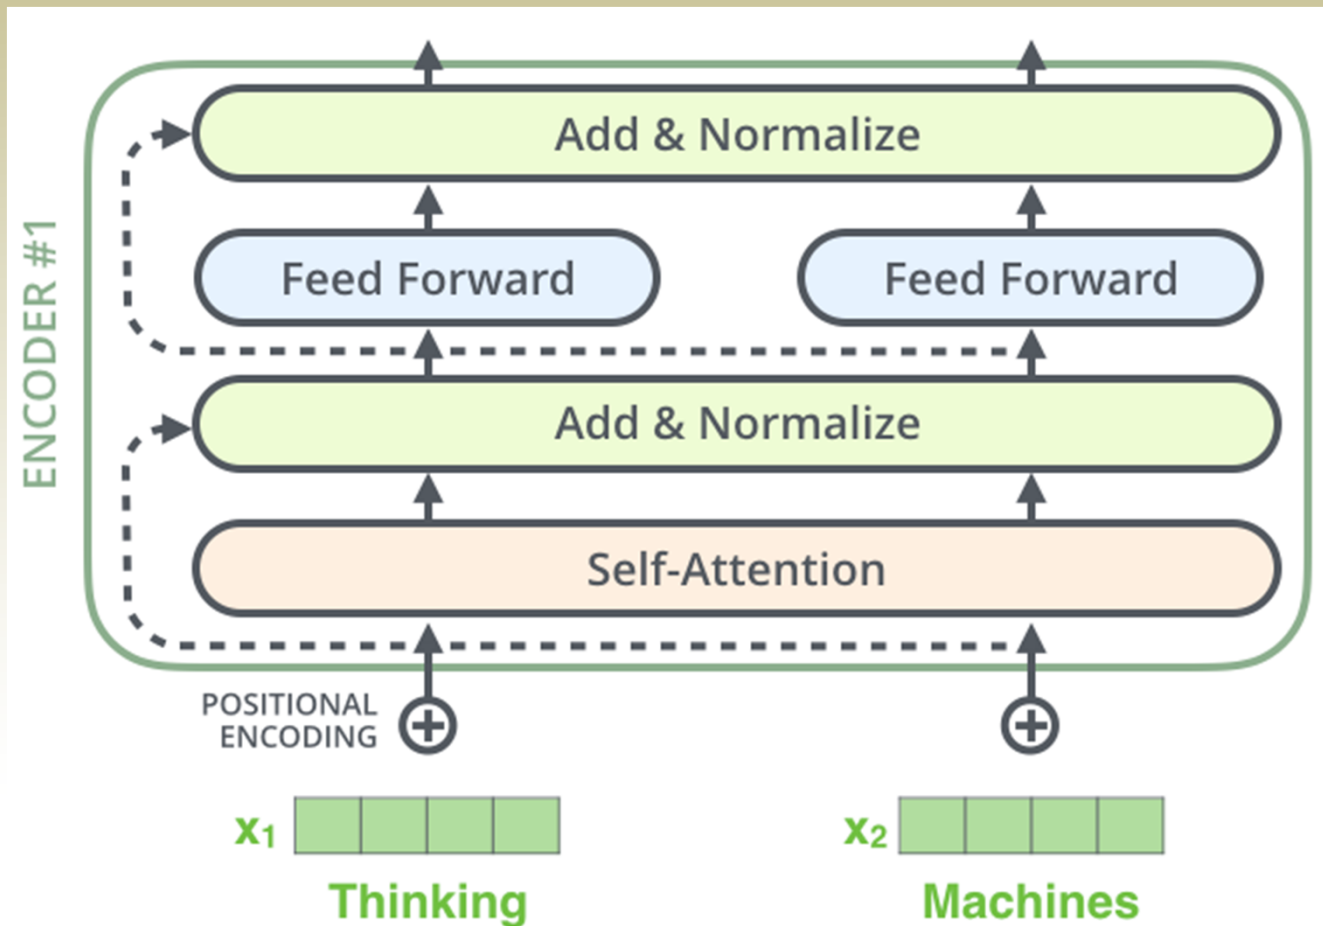 ENCODER #1
Add & Normalize
Feed Forward
Feed Forward
Add & Normalize
Self-Attention
POSITIONAL
ENCODING
x₁
x₂
Thinking
Machines